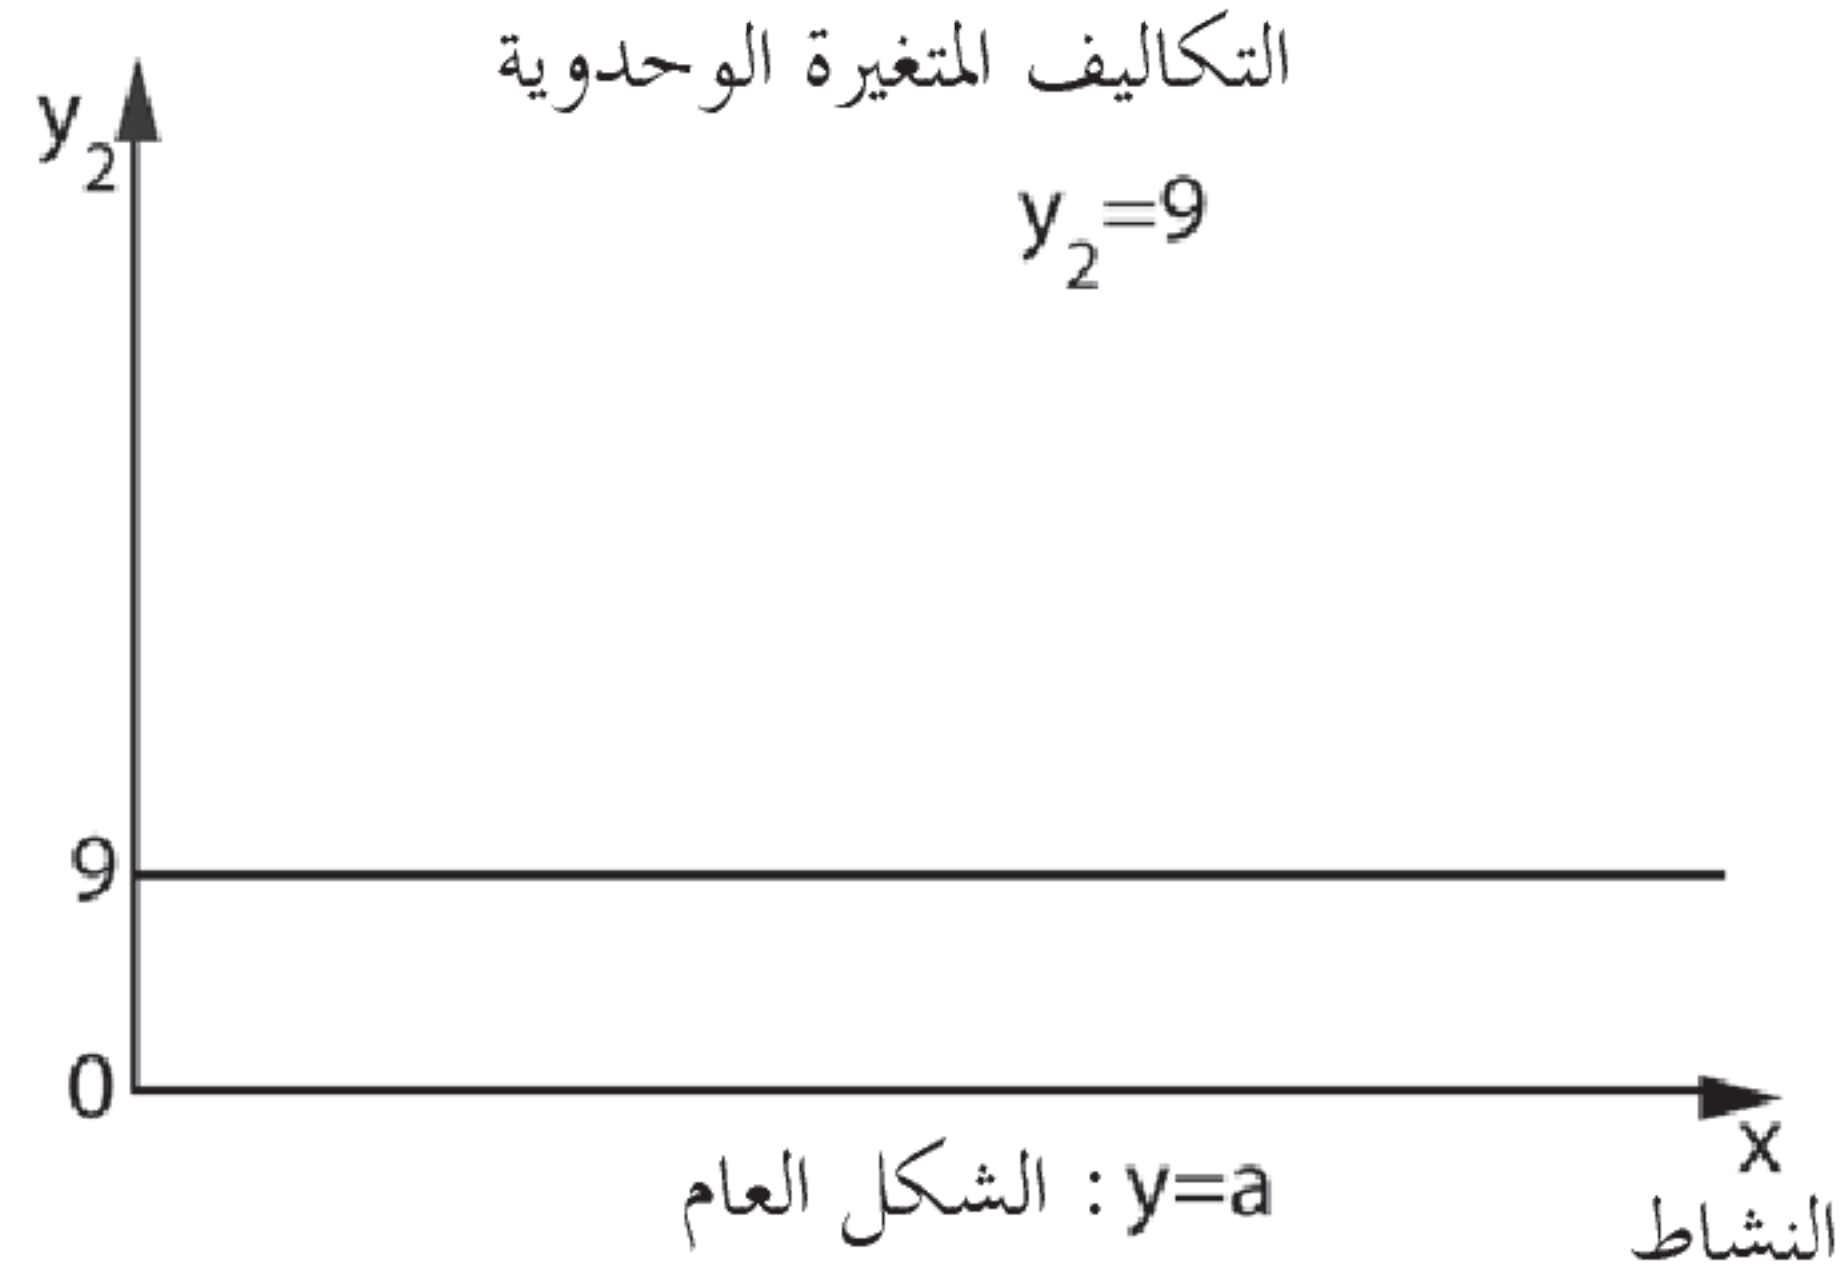 التكاليف المتغيرة الوحدوية
y₂
y₂=9
9
0
x
النشاط
الشكل العام : y=a